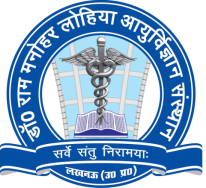 डॉ० राम मनोहर लोहिया आयुर्विज्ञान संस्थान
सर्वे संतु निरामयाः
लखनऊ (उ० प्र०)